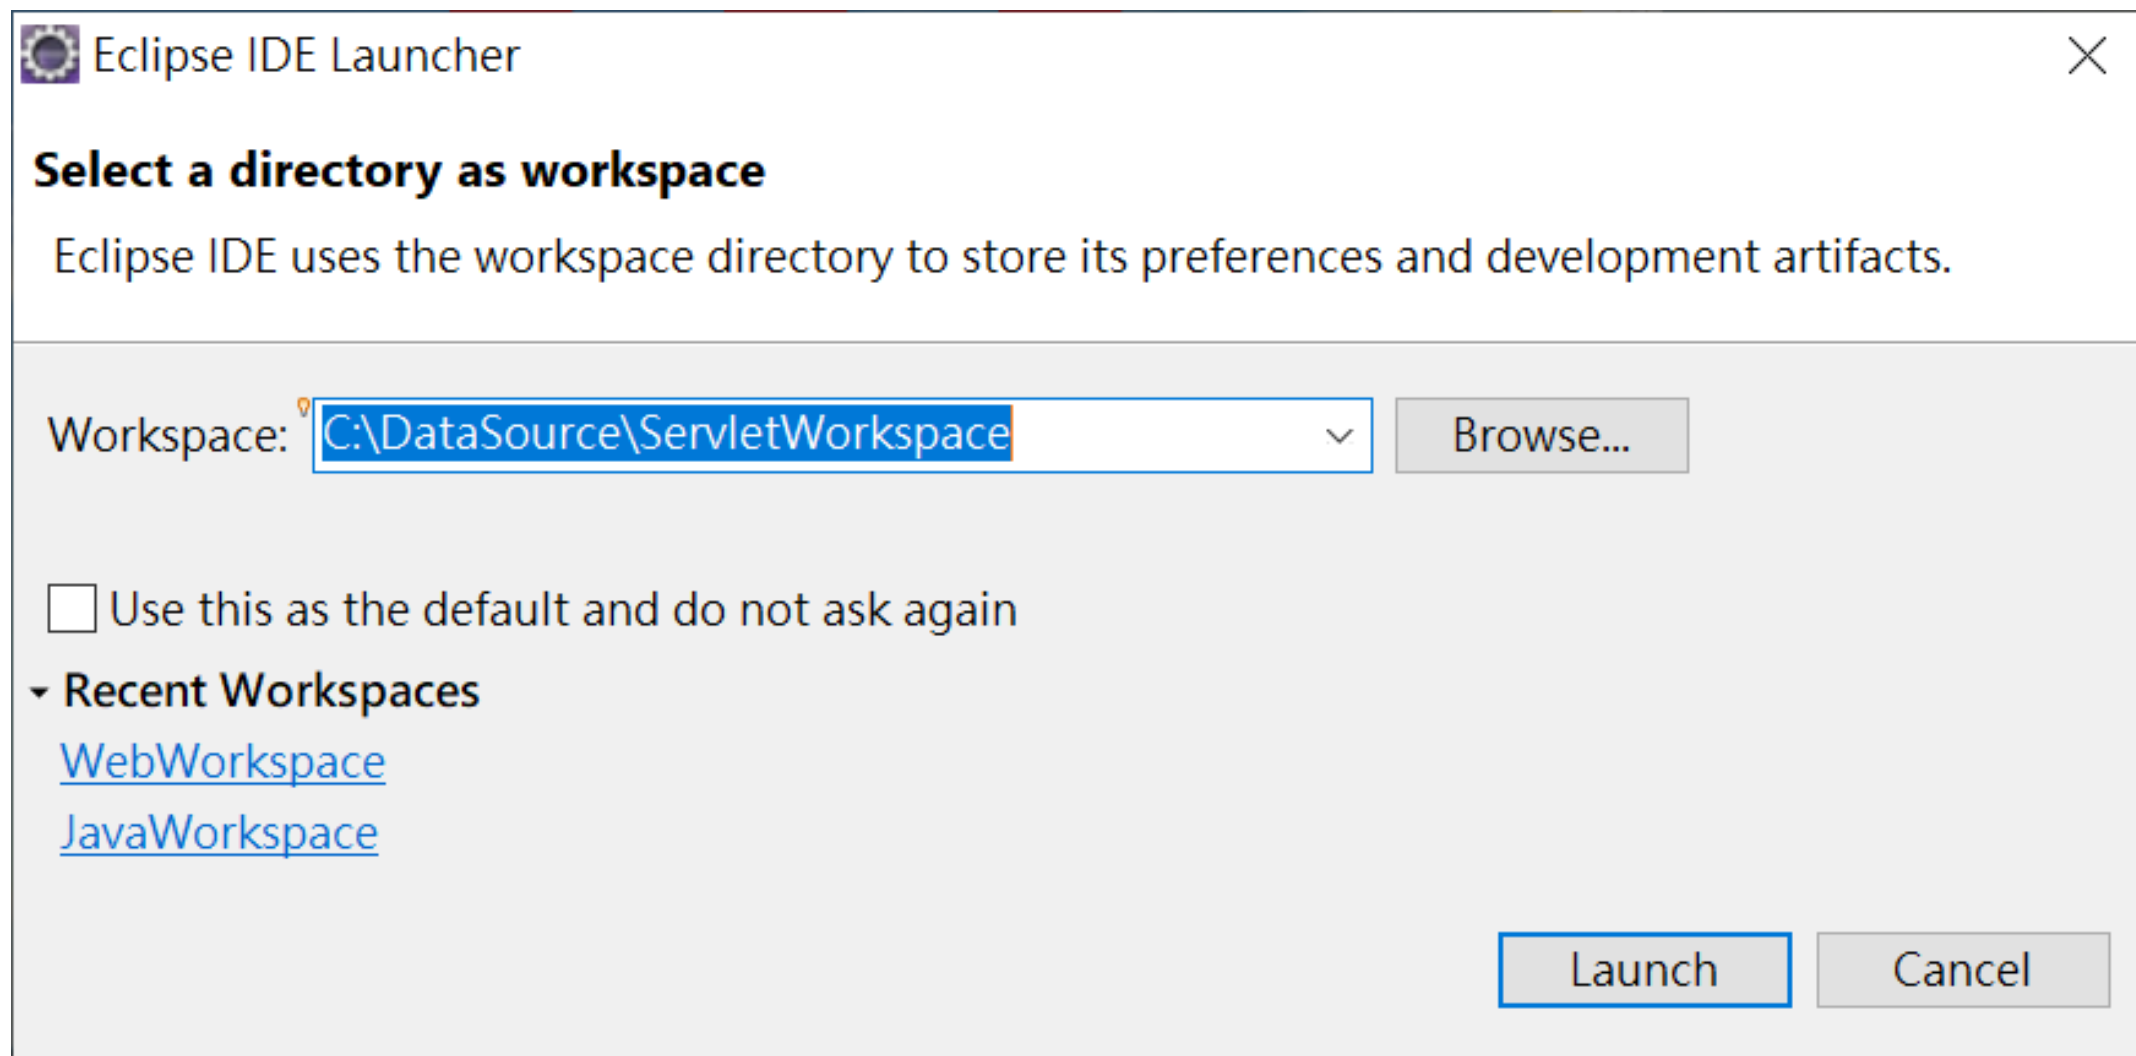 Eclipse IDE Launcher
Select a directory as workspace
Eclipse IDE uses the workspace directory to store its preferences and development artifacts.
Workspace: C:\DataSource\ServletWorkspace Browse...
Use this as the default and do not ask again
Recent Workspaces
WebWorkspace
JavaWorkspace
Launch Cancel